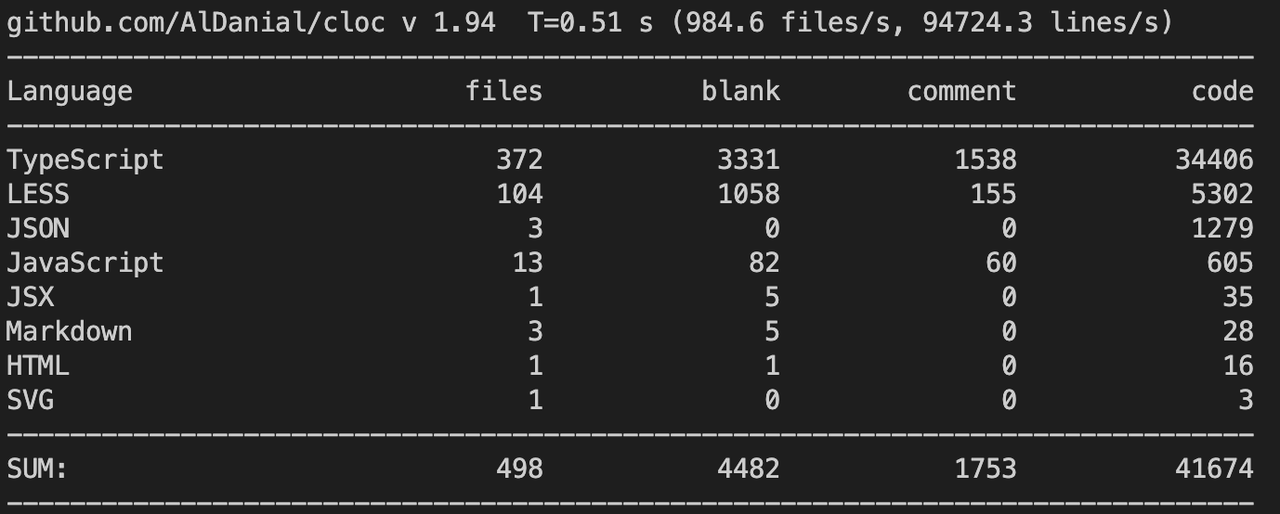 github.com/AlDanial/cloc v 1.94  T=0.51 s (984.6 files/s, 94724.3 lines/s)
-------------------------------------------------------------------------------
Language                     files          blank        comment           code
-------------------------------------------------------------------------------
TypeScript                     372           3331           1538          34406
LESS                           104           1058            155           5302
JSON                             3              0              0           1279
JavaScript                      13             82             60            605
JSX                              1              5              0             35
Markdown                         3              5              0             28
HTML                             1              1              0             16
SVG                              1              0              0              3
-------------------------------------------------------------------------------
SUM:                           498           4482           1753          41674
-------------------------------------------------------------------------------